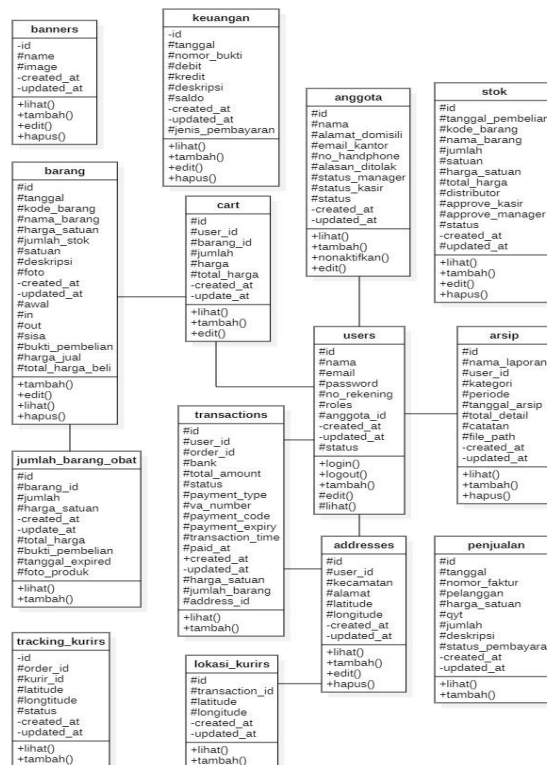 banners
-id
#name
#image
-created_at
-updated_at
+lihat()
+tambah()
+edit()
+hapus()
keuangan
-id
#tanggal
#nomor_bukti
#debit
#kredit
#deskripsi
#saldo
-created_at
-updated_at
#jenis_pembayaran
+lihat()
+tambah()
+edit()
+hapus()
anggota
#id
#nama
#alamat_domisili
#email_kantor
#no_handphone
#alasan_ditolak
#status_manager
#status_kasir
#status
-created_at
-updated_at
+lihat()
+tambah()
+nonaktifkan()
+edit()
stok
#id
#tanggal_pembelian
#kode_barang
#nama_barang
#jumlah
#satuan
#harga_satuan
#total_harga
#distributor
#approve_kasir
#approve_manager
#status
-created_at
#updated_at
+lihat()
+tambah()
+edit()
+hapus()
barang
#id
#tanggal
#kode_barang
#nama_barang
#harga_satuan
#jumlah_stok
#satuan
#deskripsi
#foto
-created_at
-updated_at
#awal
#in
#out
#sisa
#bukti_pembelian
#harga_jual
#total_harga_beli
+tambah()
+edit()
+lihat()
+hapus()
cart
#id
#user_id
#barang_id
#jumlah
#harga
#total_harga
-created_at
-update_at
+lihat()
+tambah()
+edit()
users
#id
#nama
#email
#password
#no_rekening
#roles
#anggota_id
-created_at
-updated_at
#status
+login()
+logout()
+tambah()
#edit()
#lihat()
arsip
#id
#nama_laporan
#user_id
#kategori
#periode
#tanggal_arsip
#total_detail
#catatan
#file_path
-created_at
-updated_at
+lihat()
+tambah()
+hapus()
transactions
#id
#user_id
#order_id
#bank
#total_amount
#status
#payment_type
#va_number
#payment_code
#payment_expiry
#transaction_time
#paid_at
+created_at
-updated_at
#harga_satuan
#jumlah_barang
#address_id
+lihat()
+tambah()
jumlah_barang_obat
#id
#barang_id
#jumlah
#harga_satuan
-created_at
-update_at
#total_harga
#bukti_pembelian
#tanggal_expired
#foto_produk
+lihat()
+tambah()
addresses
#id
#user_id
#kecamatan
#alamat
#latitude
#longitude
-created_at
-updated_at
+lihat()
+tambah()
+edit()
+hapus()
penjualan
#id
#tanggal
#nomor_faktur
#pelanggan
#harga_satuan
#qyt
#jumlah
#deskripsi
#status_pembayara
-created_at
-updated_at
+lihat()
+tambah()
tracking_kurirs
-id
#order_id
#kurir_id
#latitude
#longtitude
#status
-created_at
-updated_at
+lihat()
+tambah()
lokasi_kurirs
#id
#transaction_id
#latitude
#longitude
-created_at
-updated_at
+lihat()
+tambah()